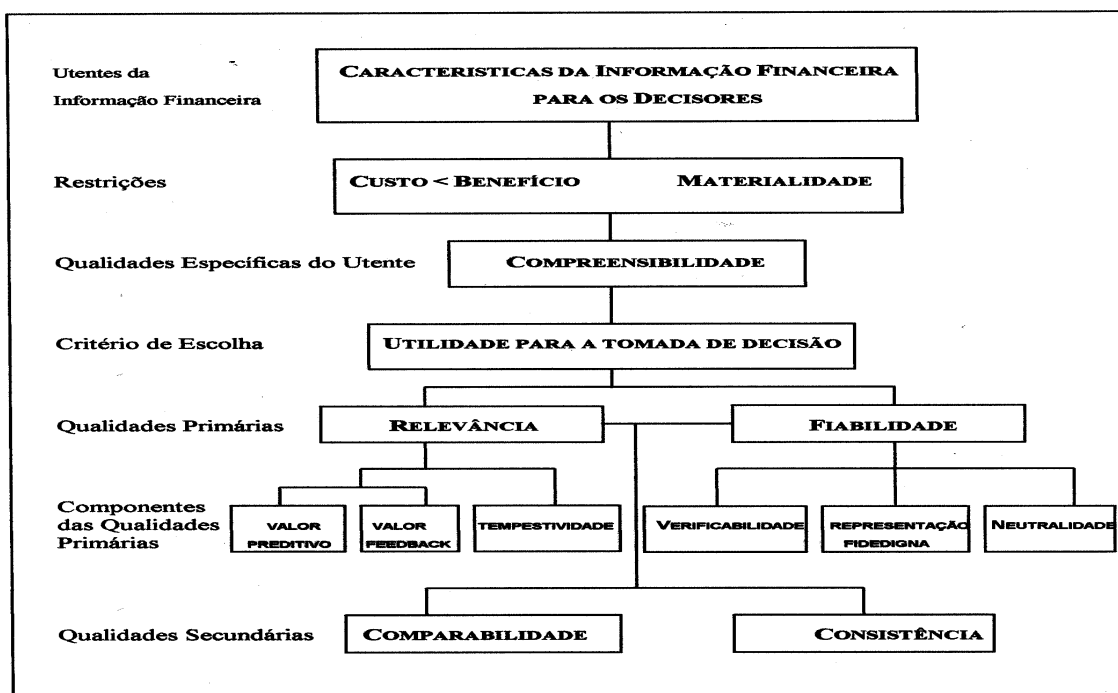 Utentes da
Informação Financeira
CARACTERISTICAS DA INFORMAÇÃO FINANCEIRA
PARA OS DECISORES
Restrições
CUSTO < BENEFÍCIO
MATERIALIDADE
Qualidades Específicas do Utente
COMPREENSIBILIDADE
Critério de Escolha
UTILIDADE PARA A TOMADA DE DECISÃO
Qualidades Primárias
RELEVÂNCIA
FIABILIDADE
Componentes
das Qualidades
Primárias
VALOR
PREDITIVO
VALOR
FEEDBACK
TEMPESTIVIDADE
VERIFICABILIDADE
REPRESENTAÇÃO
FIDEDIGNA
NEUTRALIDADE
Qualidades Secundárias
COMPARABILIDADE
CONSISTÊNCIA